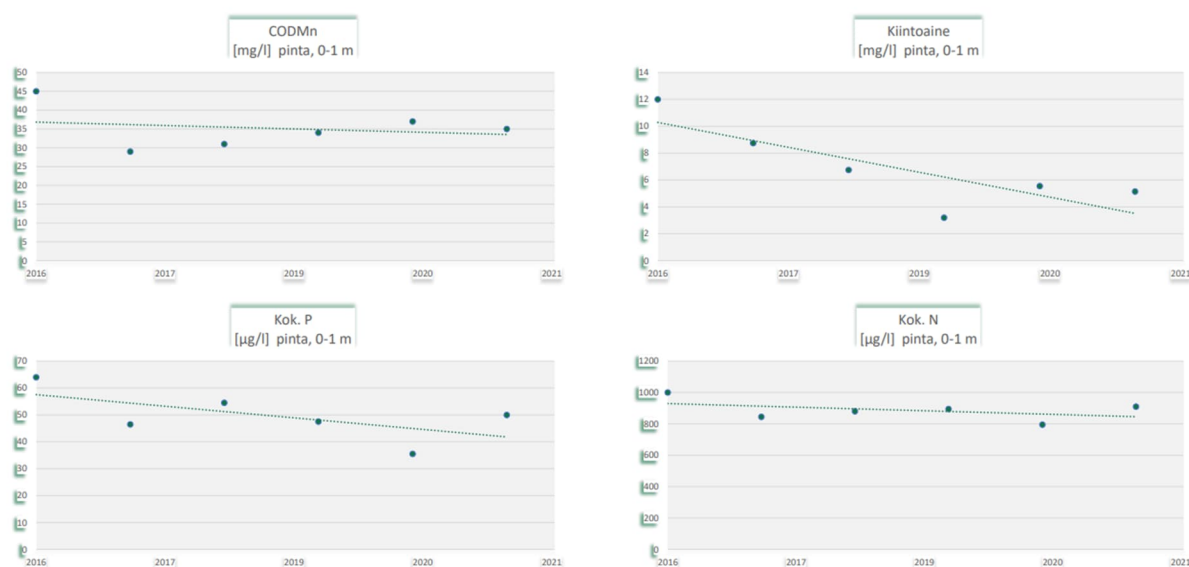 CODMn
[mg/l] pinta, 0-1 m
50
45
40
35
30
25
20
15
10
5
0
2016 2017 2019 2020 2021
Kiintoaine
[mg/l] pinta, 0-1 m
14
12
10
8
6
4
2
0
2016 2017 2019 2020 2021
Kok. P
[µg/l] pinta, 0-1 m
70
60
50
40
30
20
10
0
2016 2017 2019 2020 2021
Kok. N
[µg/l] pinta, 0-1 m
1200
1000
800
600
400
200
0
2016 2017 2019 2020 2021